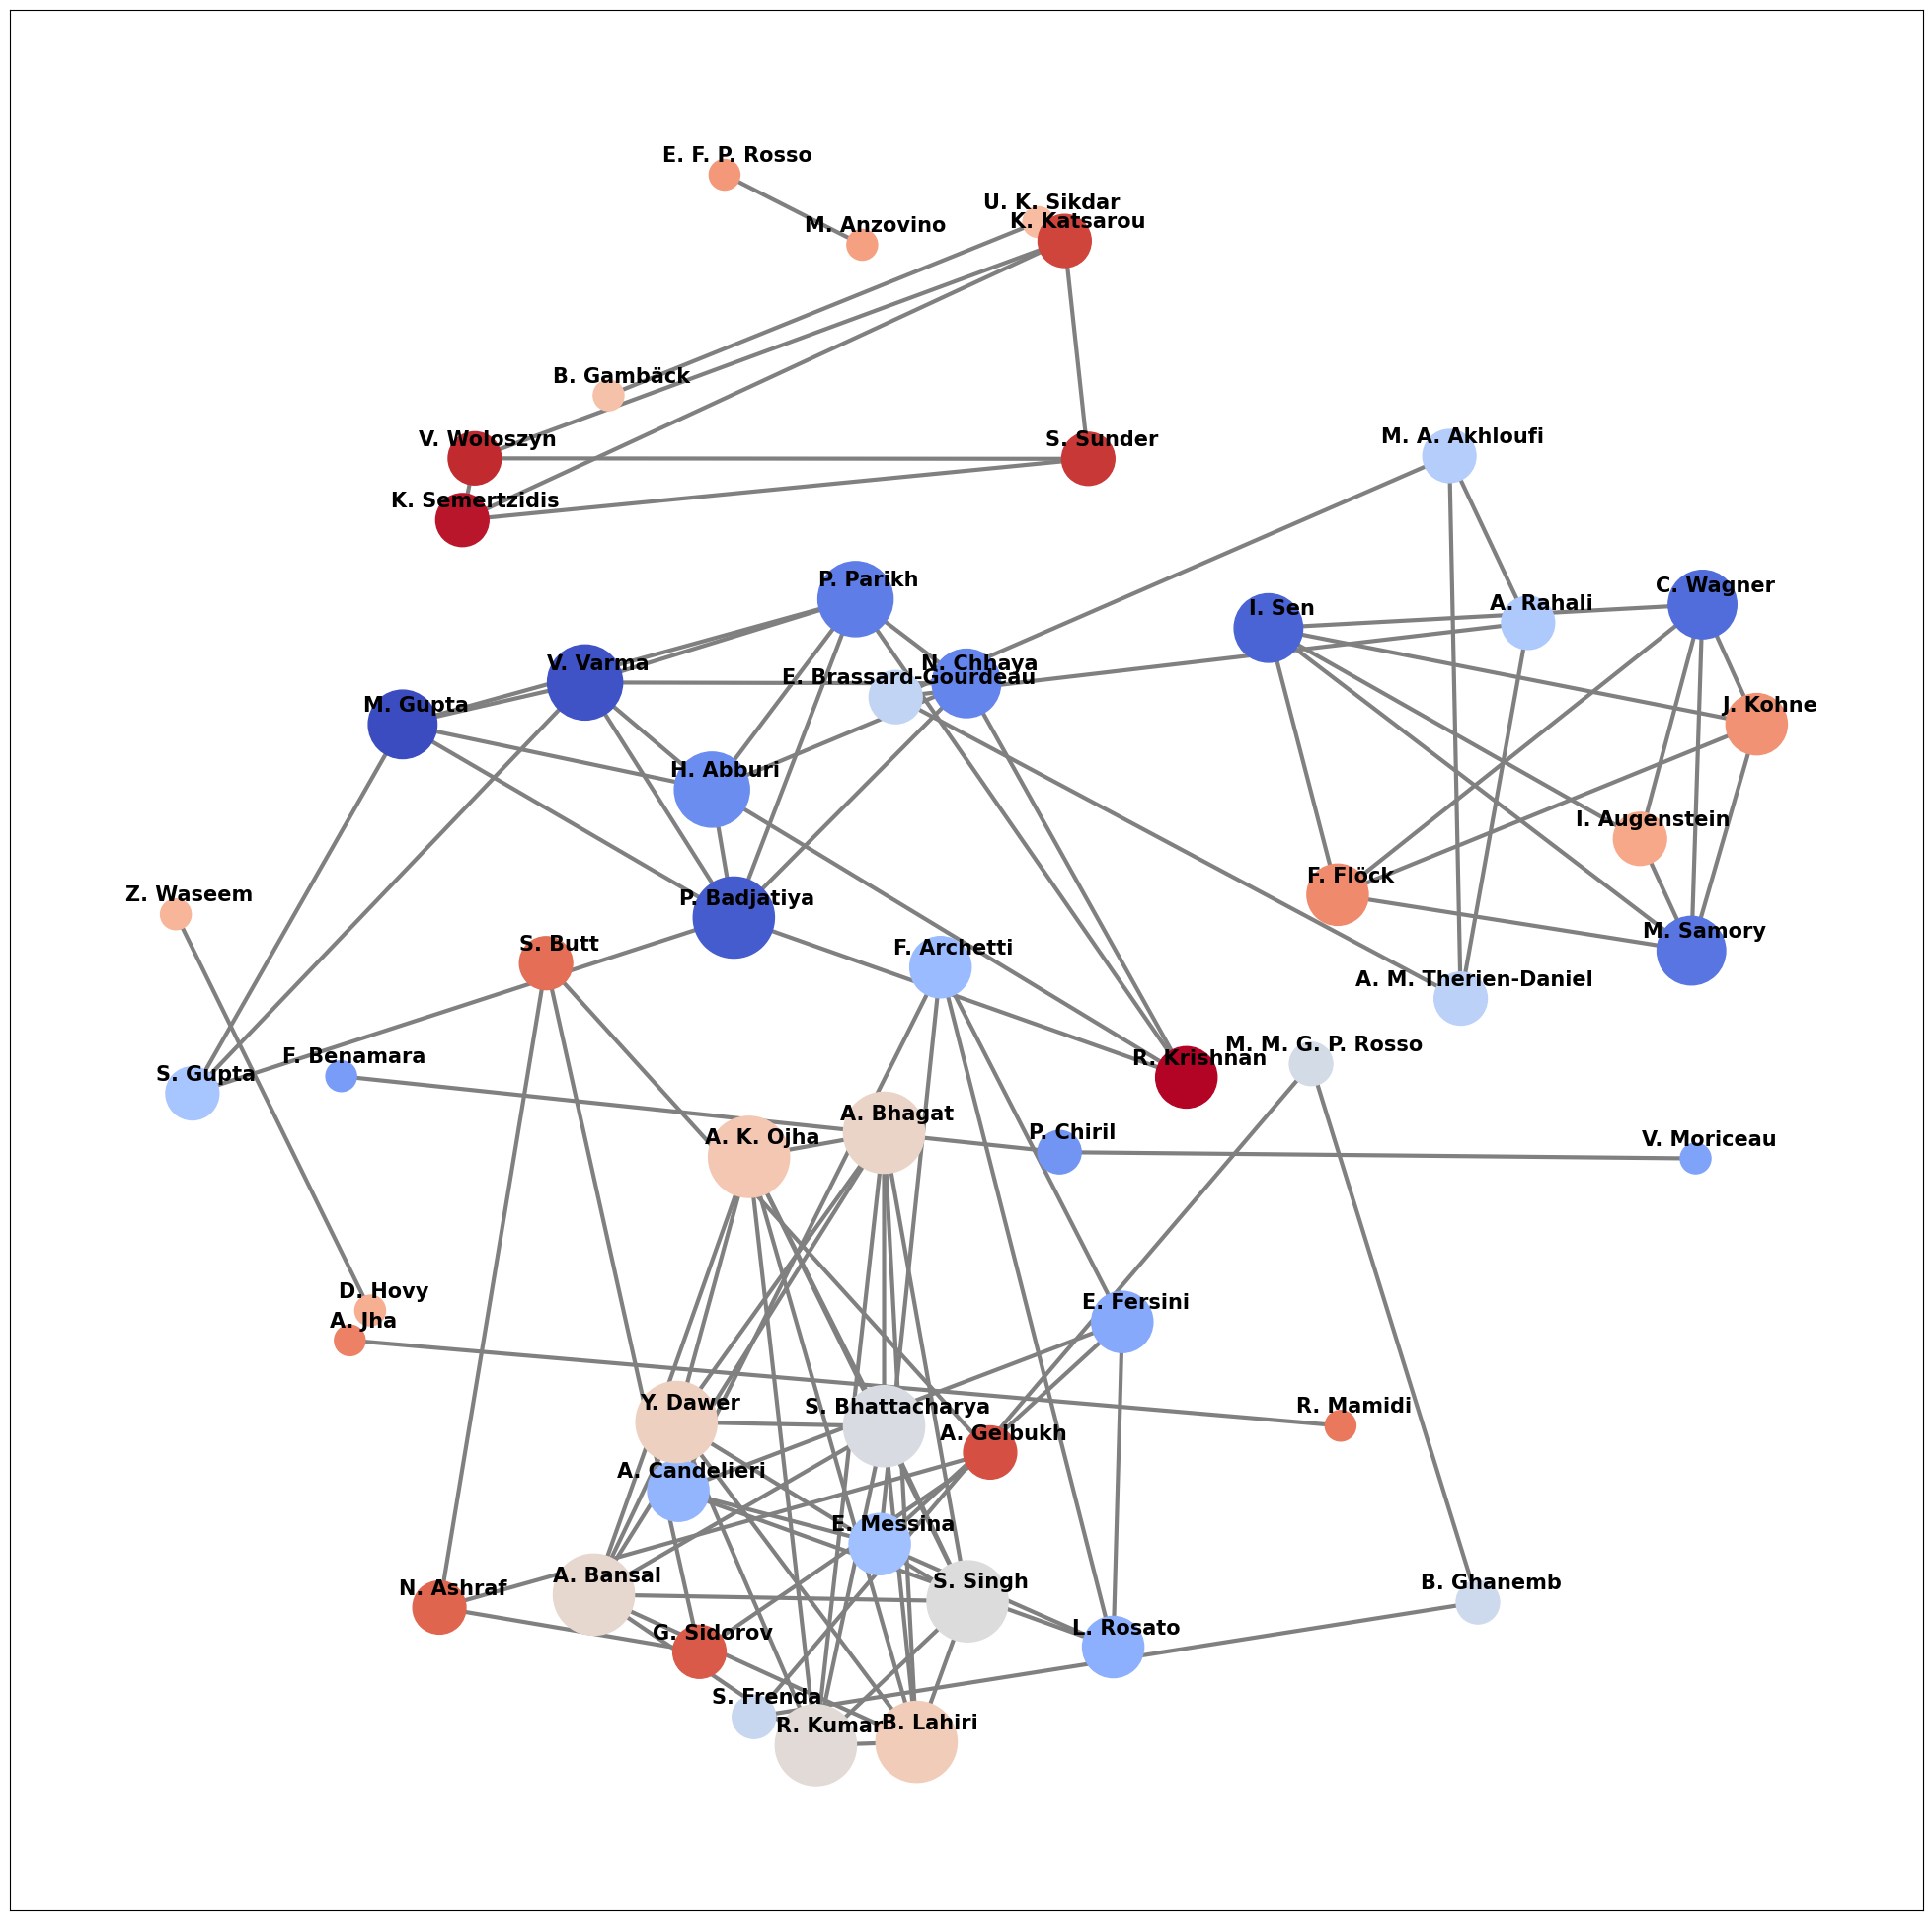 E. F. P. Rosso
U. K. Sikdar
K. Katsarou
M. Anzovino
B. Gambäck
M. A. Akhloufi
V. Woloszyn
S. Sunder
K. Semertzidis
P. Parikh
C. Wagner
A. Rahali
I. Sen
V. Varma
N. Chhaya
E. Brassard-Gourdeau
M. Gupta
J. Kohne
H. Abburi
I. Augenstein
F. Flöck
Z. Waseem
P. Badjatiya
M. Samory
S. Butt
F. Archetti
A. M. Therien-Daniel
M. M. G. P. Rosso
F. Benamara
R. Krishnan
S. Gupta
A. Bhagat
P. Chiril
A. K. Ojha
V. Moriceau
D. Hovy
E. Fersini
A. Jha
Y. Dawer
R. Mamidi
S. Bhattacharya
A. Gelbukh
A. Candelieri
E. Messina
A. Bansal
S. Singh
B. Ghanemb
N. Ashraf
L. Rosato
G. Sidorov
S. Frenda
B. Lahiri
R. Kumar